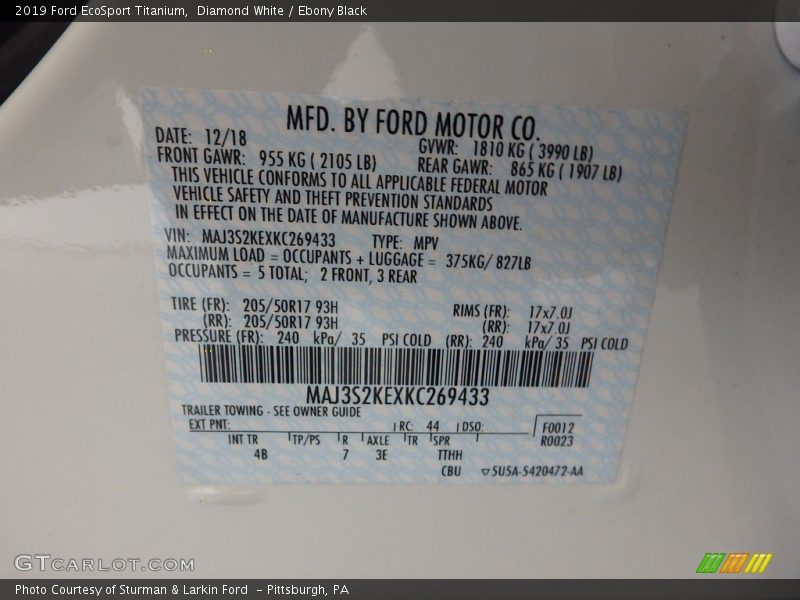 2019 Ford EcoSport Titanium,  Diamond White / Ebony Black
MFD. BY FORD MOTOR CO.
DATE: 12/18 GVWR: 1810 KG ( 3990 LB)
FRONT GAWR: 955 KG ( 2105 LB) REAR GAWR: 865 KG ( 1907 LB)
THIS VEHICLE CONFORMS TO ALL APPLICABLE FEDERAL MOTOR
VEHICLE SAFETY AND THEFT PREVENTION STANDARDS
IN EFFECT ON THE DATE OF MANUFACTURE SHOWN ABOVE.
VIN: MAJ3S2KEXKC269433 TYPE: MPV
MAXIMUM LOAD = OCCUPANTS + LUGGAGE = 375KG/ 827LB
OCCUPANTS = 5 TOTAL; 2 FRONT, 3 REAR
TIRE (FR): 205/50R17 93H RIMS (FR): 17x7.0J
(RR): 205/50R17 93H (RR): 17x7.0J
PRESSURE (FR): 240 kPa/ 35 PSI COLD (RR): 240 kPa/ 35 PSI COLD
MAJ3S2KEXKC269433
TRAILER TOWING - SEE OWNER GUIDE
EXT PNT: RC: 44 DSO: F0012
R0023
INT TR TP/PS R AXLE TR SPR
4B 7 3E TTHH
CBU ▽5U5A-5420472-AA
GTCarLot.com
Photo Courtesy of Sturman & Larkin Ford  - Pittsburgh, PA